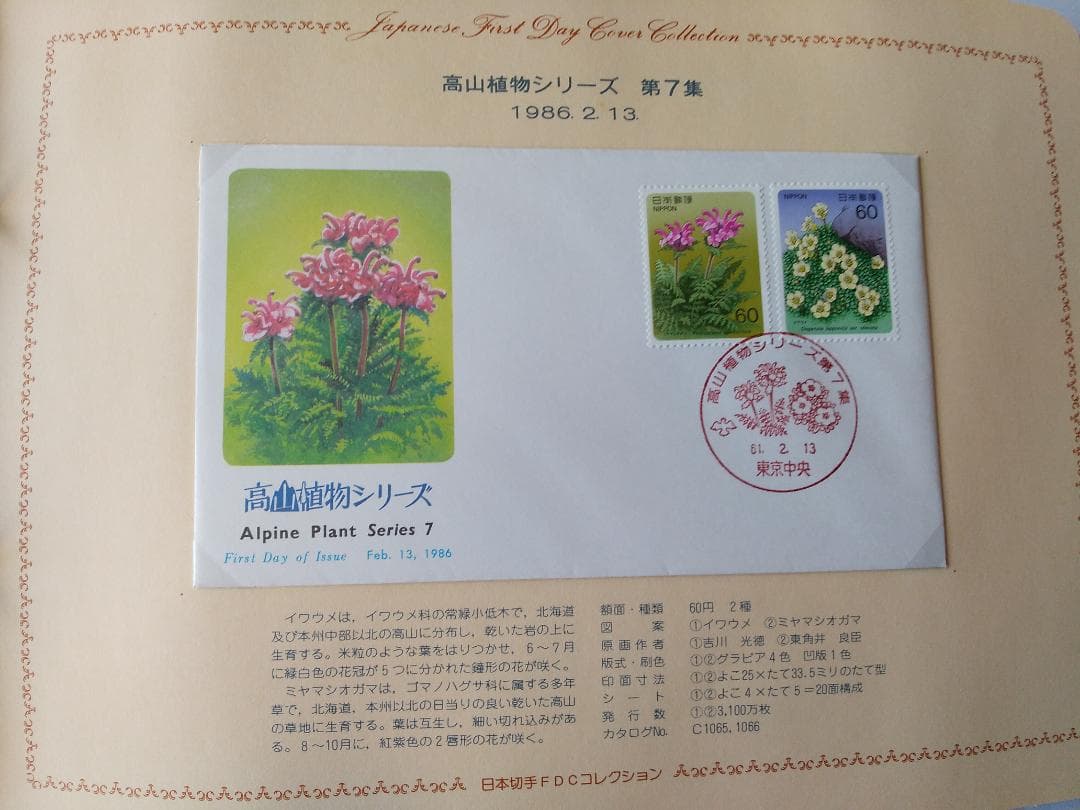 Japanese First Day Cover Collection
高山植物シリーズ 第7集
1986. 2. 13.
日本郵便
NIPPON
60
日本郵便
NIPPON
60
高山植物シリーズ第7集
61. 2. 13
東京中央
高山植物シリーズ
Alpine Plant Series 7
First Day of Issue Feb. 13, 1986
イワウメは，イワウメ科の常緑小低木で，北海道
及び本州中部以北の高山に分布し，乾いた岩の上に
生育する。米粒のような葉をはりつかせ，6～7月
に緑白色の花冠が5つに分かれた鐘形の花が咲く。
ミヤマシオガマは，ゴマノハグサ科に属する多年
草で，北海道，本州以北の日当りの良い乾いた高山
の草地に生育する。葉は互生し，細い切れ込みがあ
る。8～10月に，紅紫色の2唇形の花が咲く。
額面・種類 60円 2種
図案 ①イワウメ ②ミヤマシオガマ
原画作者 ①吉川 光徳 ②東角井 良臣
版式・刷色 ①②グラビア4色 凹版1色
印面寸法 ①②よこ25×たて33.5ミリのたて型
シート ①②よこ4×たて5＝20面構成
発行数 ①②3,100万枚
カタログNo. C1065,1066
日本切手FDCコレクション